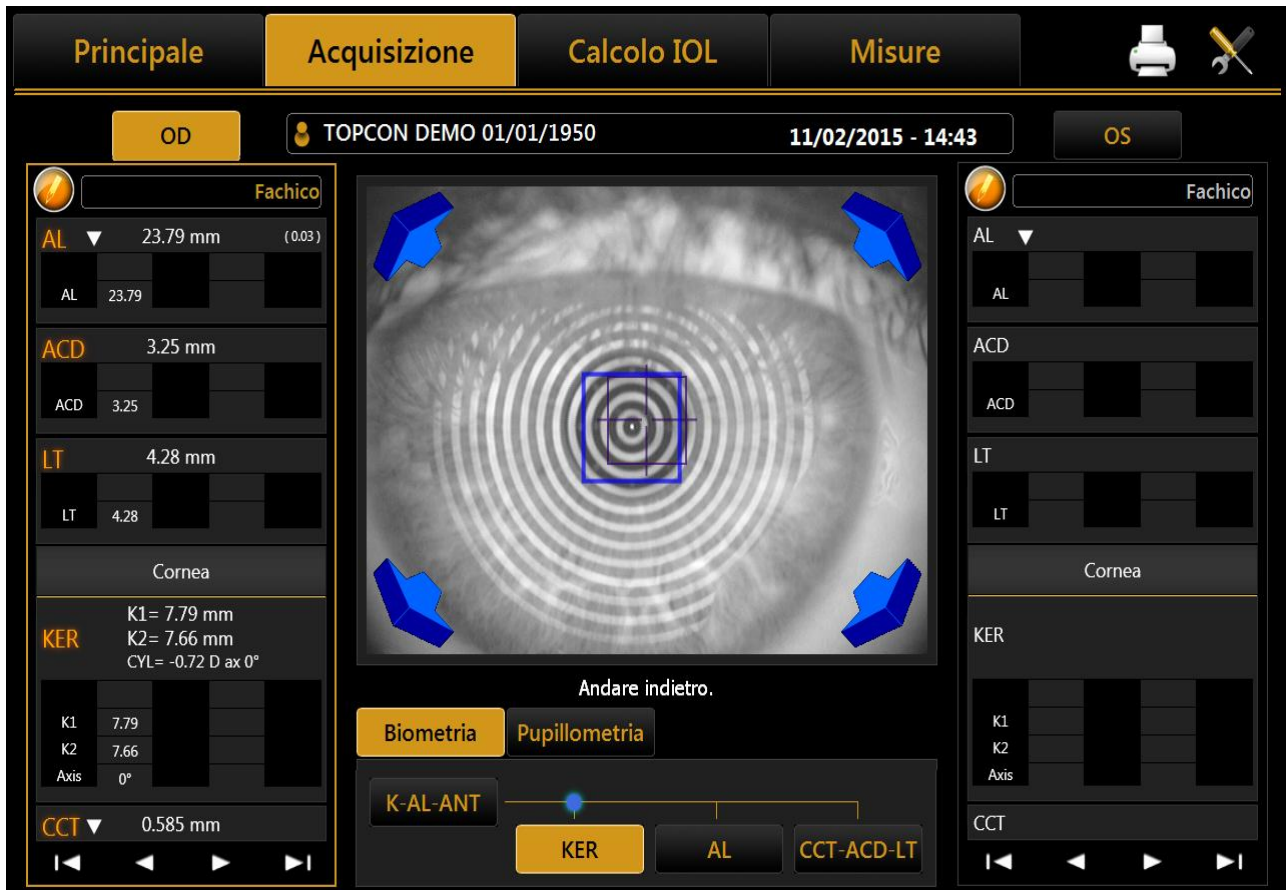 Principale
Acquisizione
Calcolo IOL
Misure
OD
TOPCON DEMO 01/01/1950
11/02/2015 - 14:43
OS
Fachico
AL 23.79 mm (0.03)
AL 23.79
ACD 3.25 mm
ACD 3.25
LT 4.28 mm
LT 4.28
Cornea
KER
K1= 7.79 mm
K2= 7.66 mm
CYL= -0.72 D ax 0°
K1 7.79
K2 7.66
Axis 0°
CCT 0.585 mm
Andare indietro.
Biometria
Pupillometria
K-AL-ANT
KER
AL
CCT-ACD-LT
Fachico
AL
AL
ACD
ACD
LT
LT
Cornea
KER
K1
K2
Axis
CCT